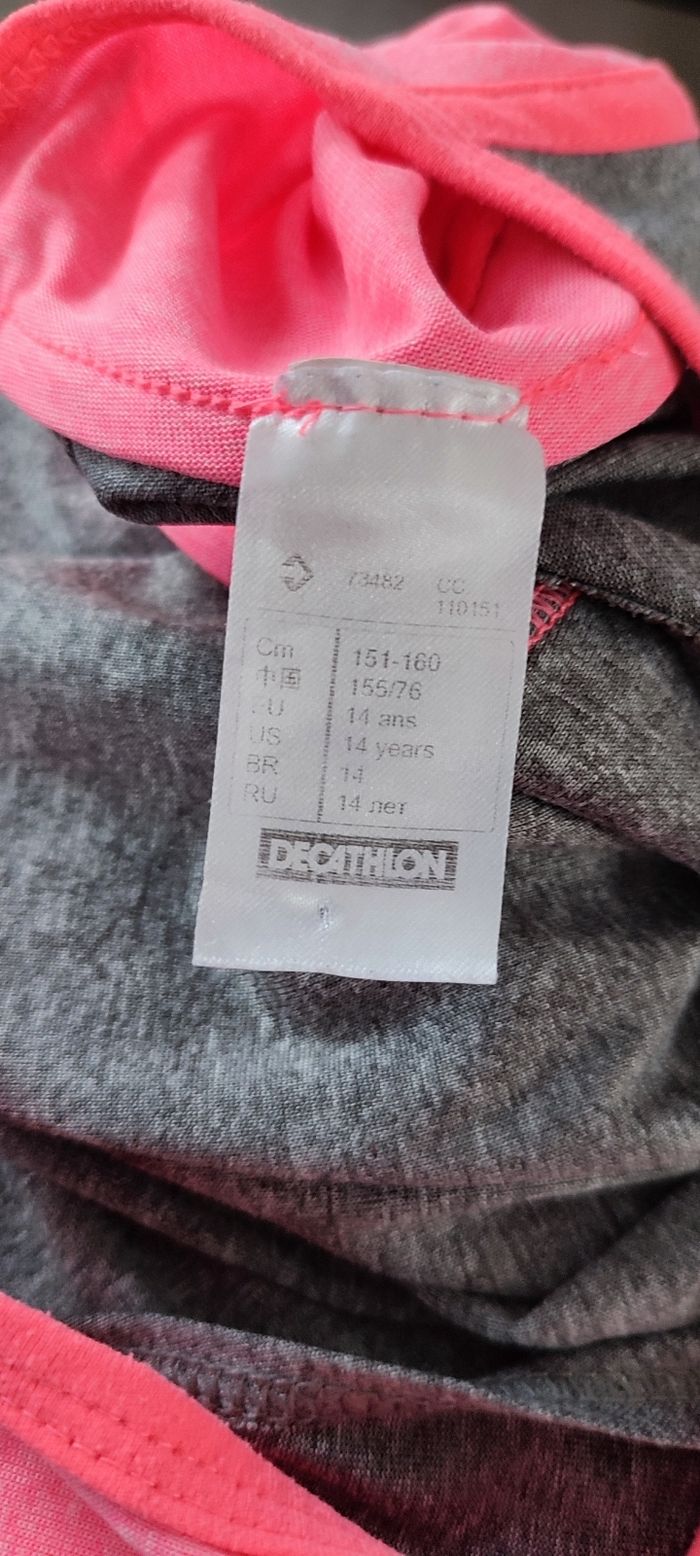 73482 CC
110151
Cm 151-160
中国 155/76
EU 14 ans
US 14 years
BR 14
RU 14 лет
DECATHLON